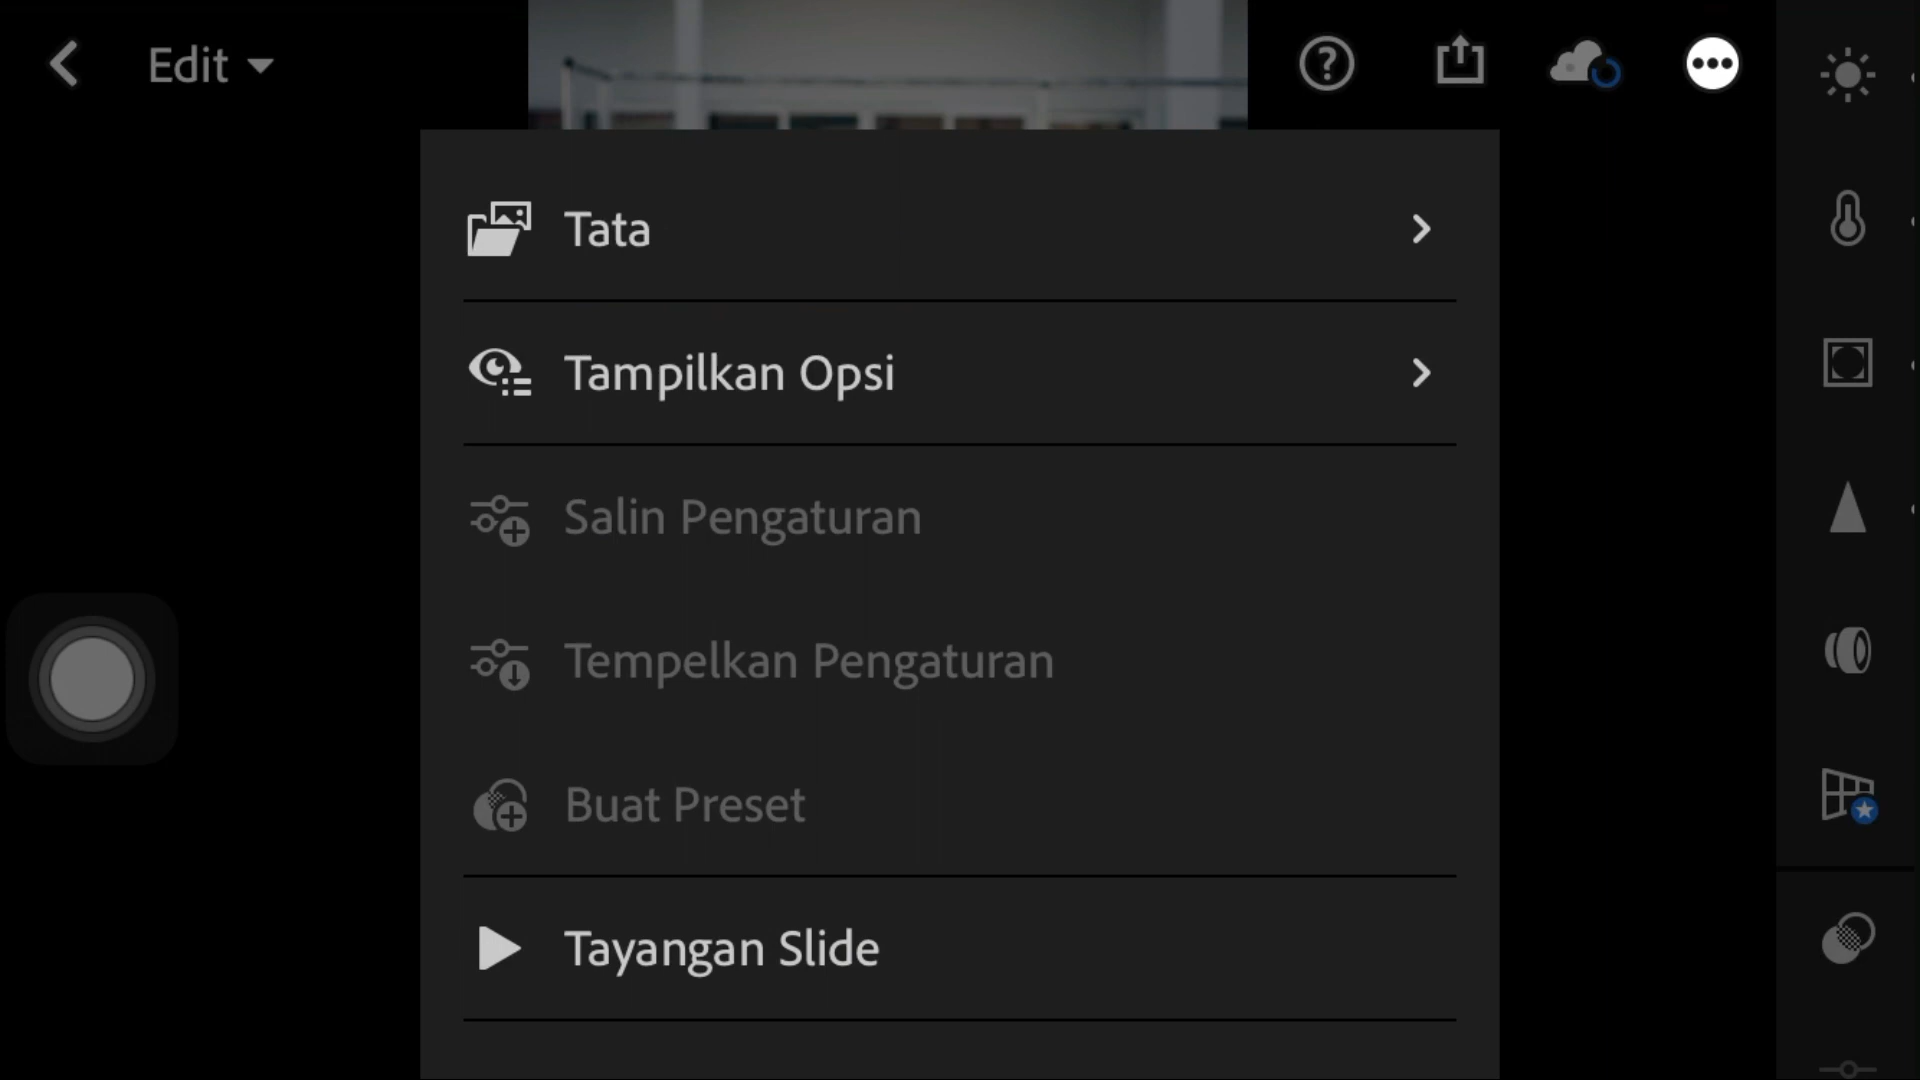 Edit
Tata
Tampilkan Opsi
Salin Pengaturan
Tempelkan Pengaturan
Buat Preset
Tayangan Slide